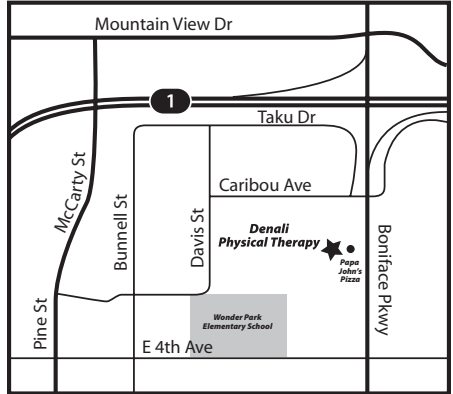 Mountain View Dr
1
Taku Dr
McCarty St
Caribou Ave
Bunnell St
Davis St
Denali
Physical Therapy
Papa
John's
Pizza
Boniface Pkwy
Wonder Park
Elementary School
Pine St
E 4th Ave